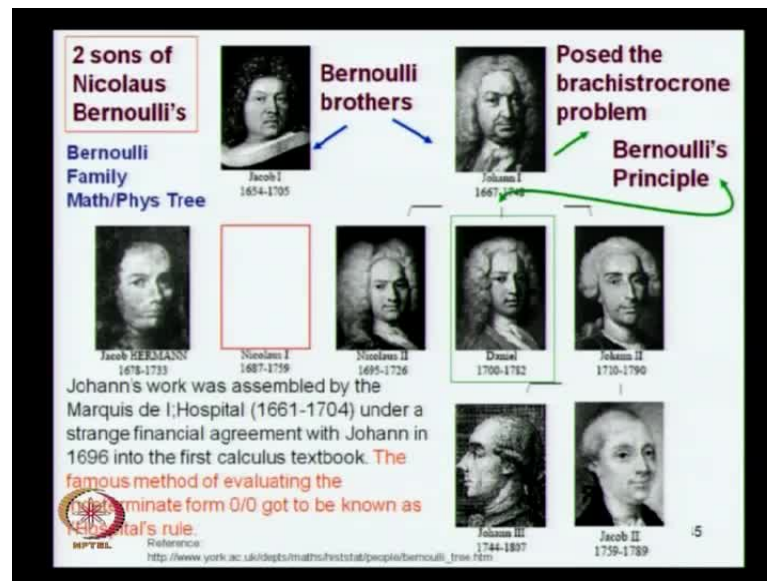 2 sons of
Nicolaus
Bernoulli's
Bernoulli
brothers
Posed the
brachistrocrone
problem
Bernoulli's
Principle
Bernoulli
Family
Math/Phys Tree
Jacob I
1654-1705
Johann I
1667-1748
Jacob HERMANN
1678-1733
Nicolaus I
1687-1759
Nicolaus II
1695-1726
Daniel
1700-1782
Johann II
1710-1790
Johann's work was assembled by the
Marquis de I;Hospital (1661-1704) under a
strange financial agreement with Johann in
1696 into the first calculus textbook. The
famous method of evaluating the
indeterminate form 0/0 got to be known as
l'Hospital's rule.
Johann III
1744-1807
Jacob II
1759-1789
5
NPTEL
Reference:
http://www.york.ac.uk/depts/maths/histstat/people/bernoulli_tree.htm